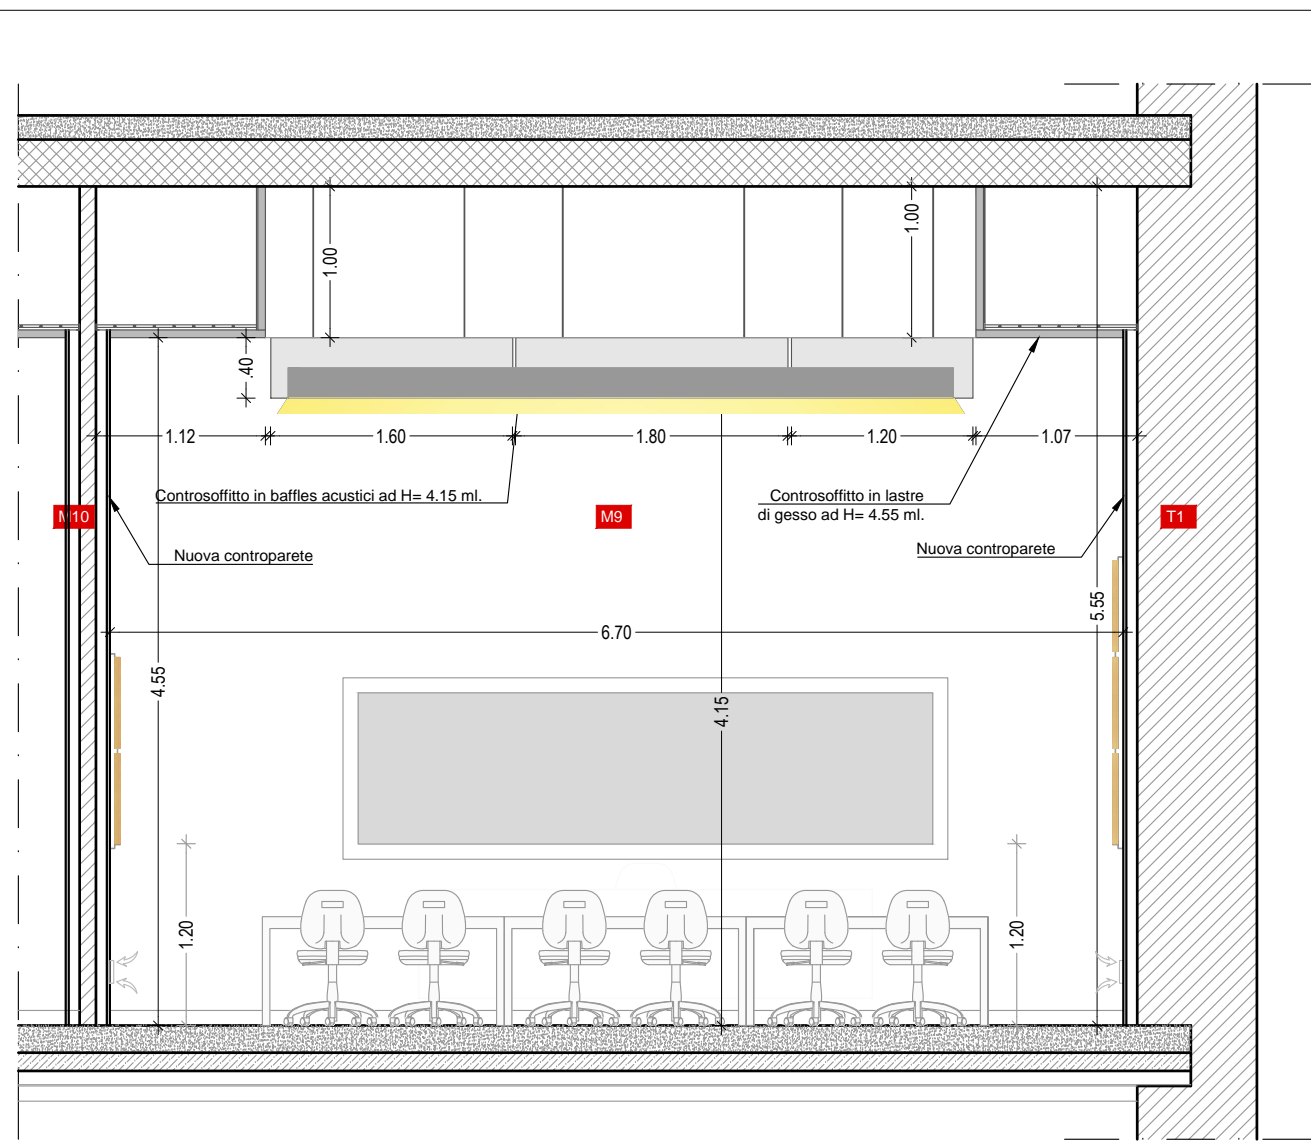 1.00
1.00
.40
1.12
1.60
1.80
1.20
1.07
Controsoffitto in baffles acustici ad H= 4.15 ml.
Controsoffitto in lastre
di gesso ad H= 4.55 ml.
M10
M9
T1
Nuova controparete
Nuova controparete
5.55
6.70
4.55
4.15
1.20
1.20